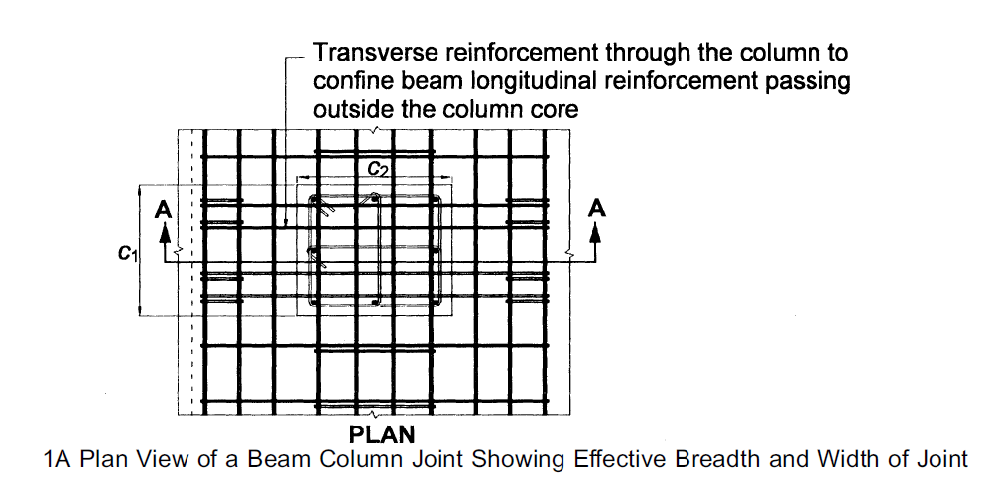 Transverse reinforcement through the column to
confine beam longitudinal reinforcement passing
outside the column core
c2
A
A
c1
PLAN
1A Plan View of a Beam Column Joint Showing Effective Breadth and Width of Joint